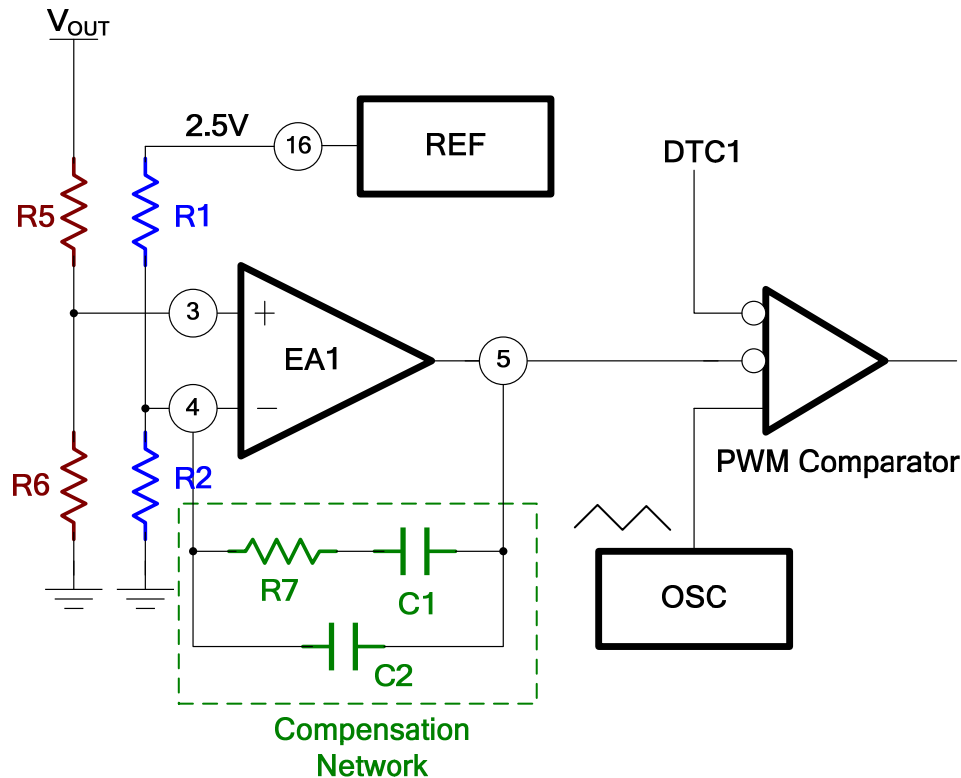 VOUT
2.5V
16
REF
DTC1
R5
R1
3
+
EA1
5
4
−
R6
R2
PWM Comparator
R7
C1
OSC
C2
Compensation
Network